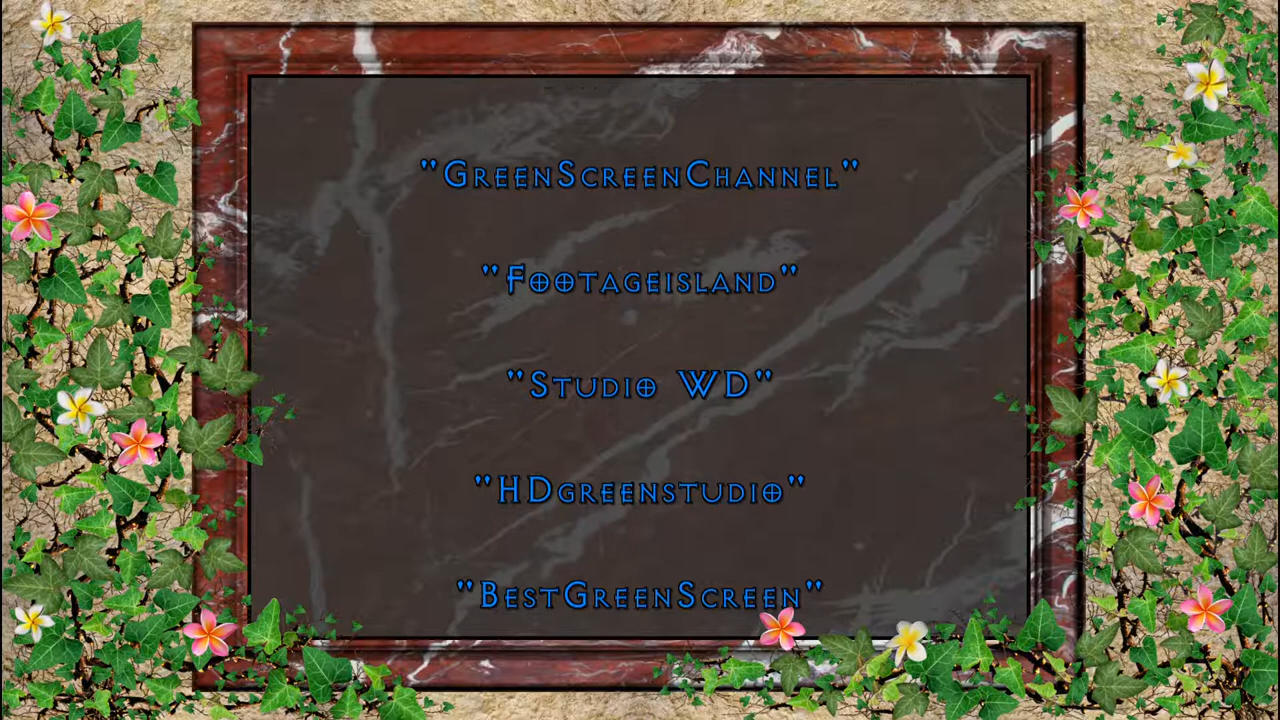 "GreenScreenChannel"
"Footageisland"
"Studio WD"
"HDgreenstudio"
"BestGreenScreen"